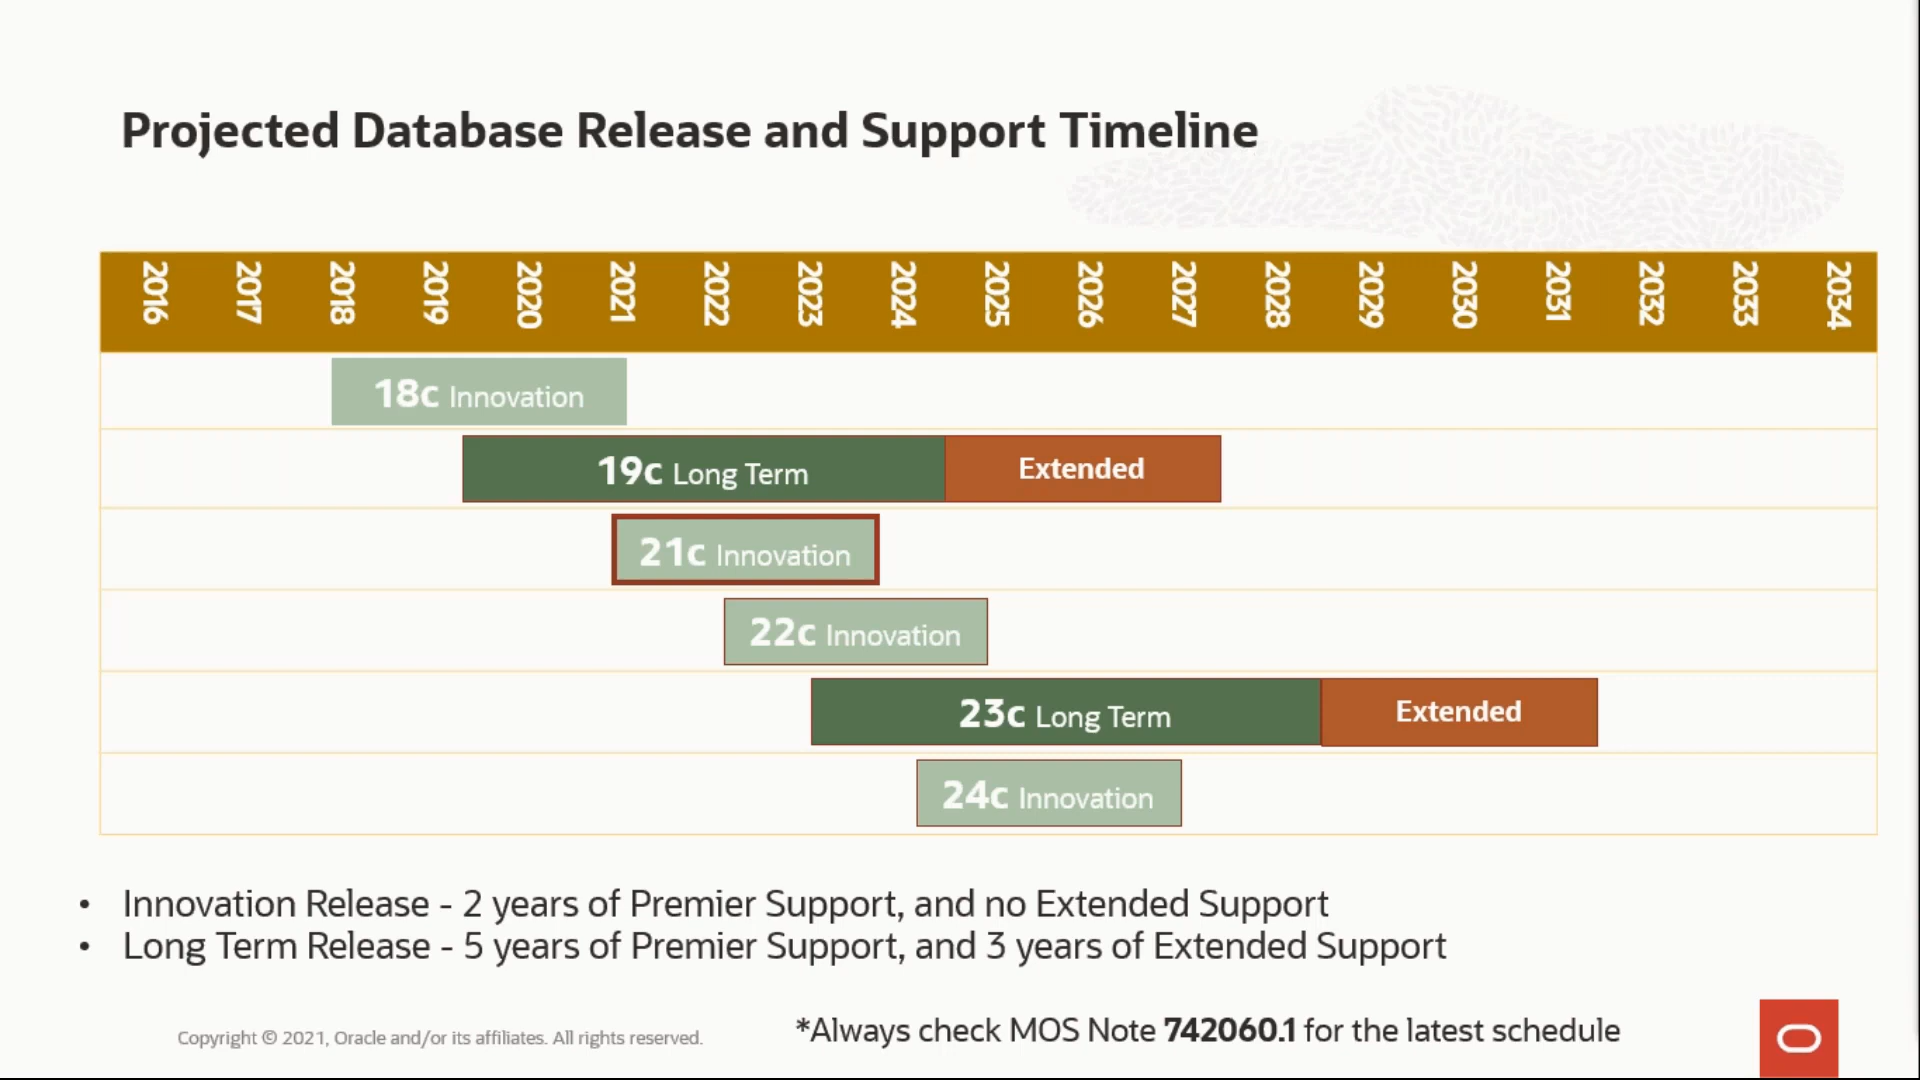 Projected Database Release and Support Timeline
2016 2017 2018 2019 2020 2021 2022 2023 2024 2025 2026 2027 2028 2029 2030 2031 2032 2033 2034
18c Innovation
19c Long Term Extended
21c Innovation
22c Innovation
23c Long Term Extended
24c Innovation
• Innovation Release - 2 years of Premier Support, and no Extended Support
• Long Term Release - 5 years of Premier Support, and 3 years of Extended Support
*Always check MOS Note 742060.1 for the latest schedule
Copyright © 2021, Oracle and/or its affiliates. All rights reserved.